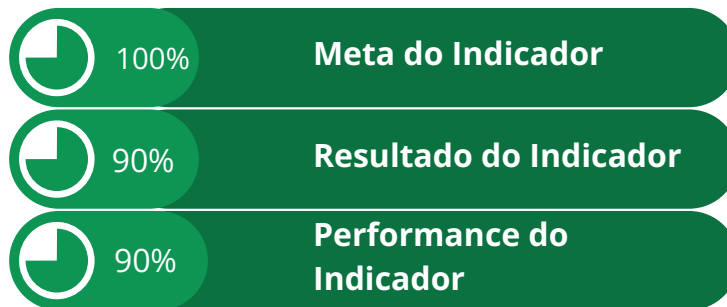 100% Meta do Indicador
90% Resultado do Indicador
90% Performance do
Indicador